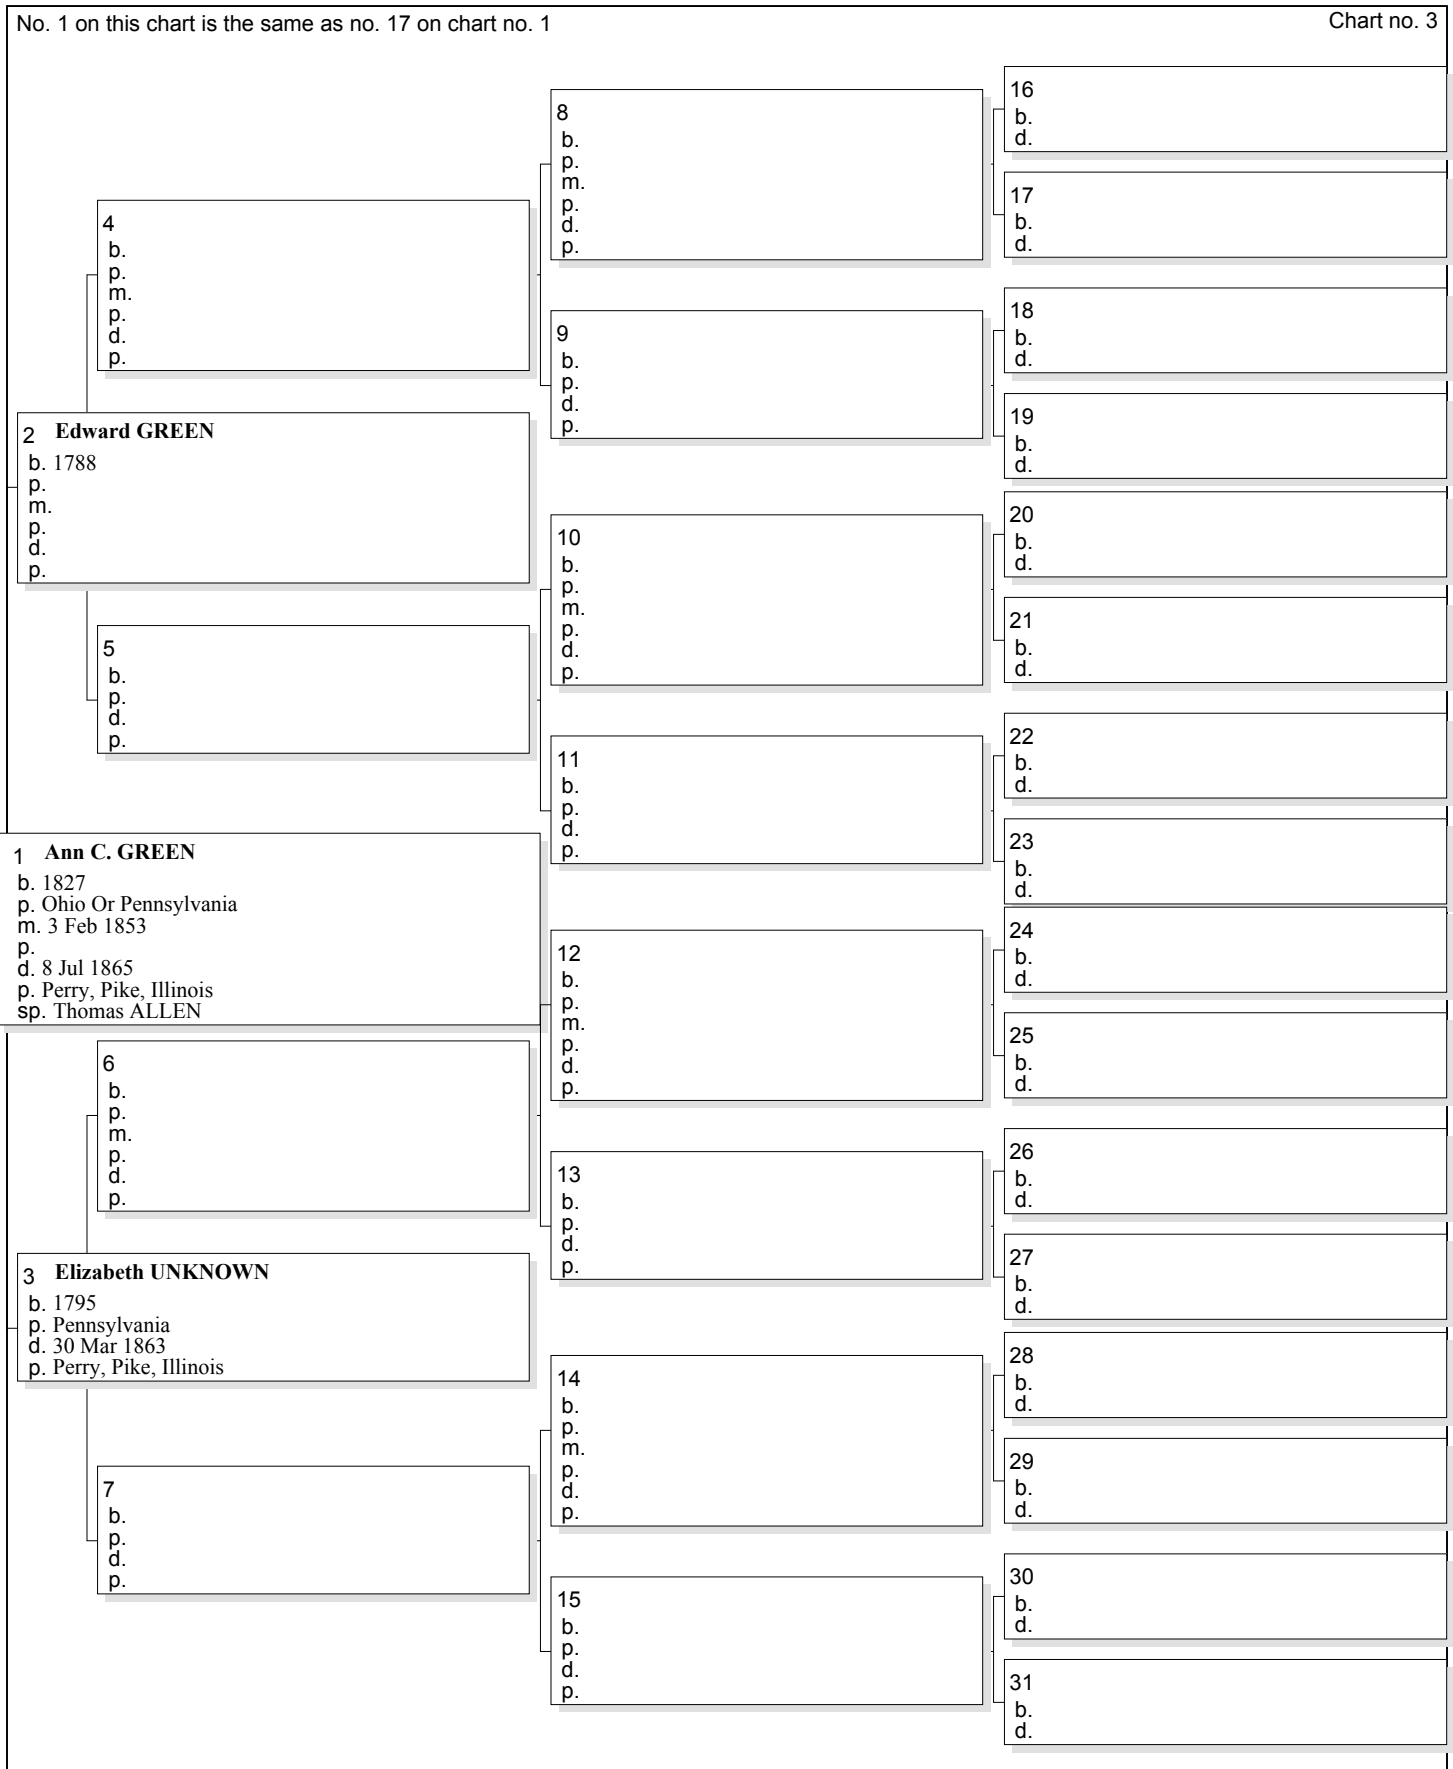 No. 1 on this chart is the same as no. 17 on chart no. 1
Chart no. 3
16
b.
d.
8
b.
p.
m.
p.
d.
p.
17
b.
d.
4
b.
p.
m.
p.
d.
p.
18
b.
d.
9
b.
p.
d.
p.
19
b.
d.
2 Edward GREEN
b. 1788
p.
m.
p.
d.
p.
20
b.
d.
10
b.
p.
m.
p.
d.
p.
21
b.
d.
5
b.
p.
d.
p.
22
b.
d.
11
b.
p.
d.
p.
23
b.
d.
1 Ann C. GREEN
b. 1827
p. Ohio Or Pennsylvania
m. 3 Feb 1853
p.
d. 8 Jul 1865
p. Perry, Pike, Illinois
sp. Thomas ALLEN
24
b.
d.
12
b.
p.
m.
p.
d.
p.
25
b.
d.
6
b.
p.
m.
p.
d.
p.
26
b.
d.
13
b.
p.
d.
p.
27
b.
d.
3 Elizabeth UNKNOWN
b. 1795
p. Pennsylvania
d. 30 Mar 1863
p. Perry, Pike, Illinois
28
b.
d.
14
b.
p.
m.
p.
d.
p.
29
b.
d.
7
b.
p.
d.
p.
30
b.
d.
15
b.
p.
d.
p.
31
b.
d.